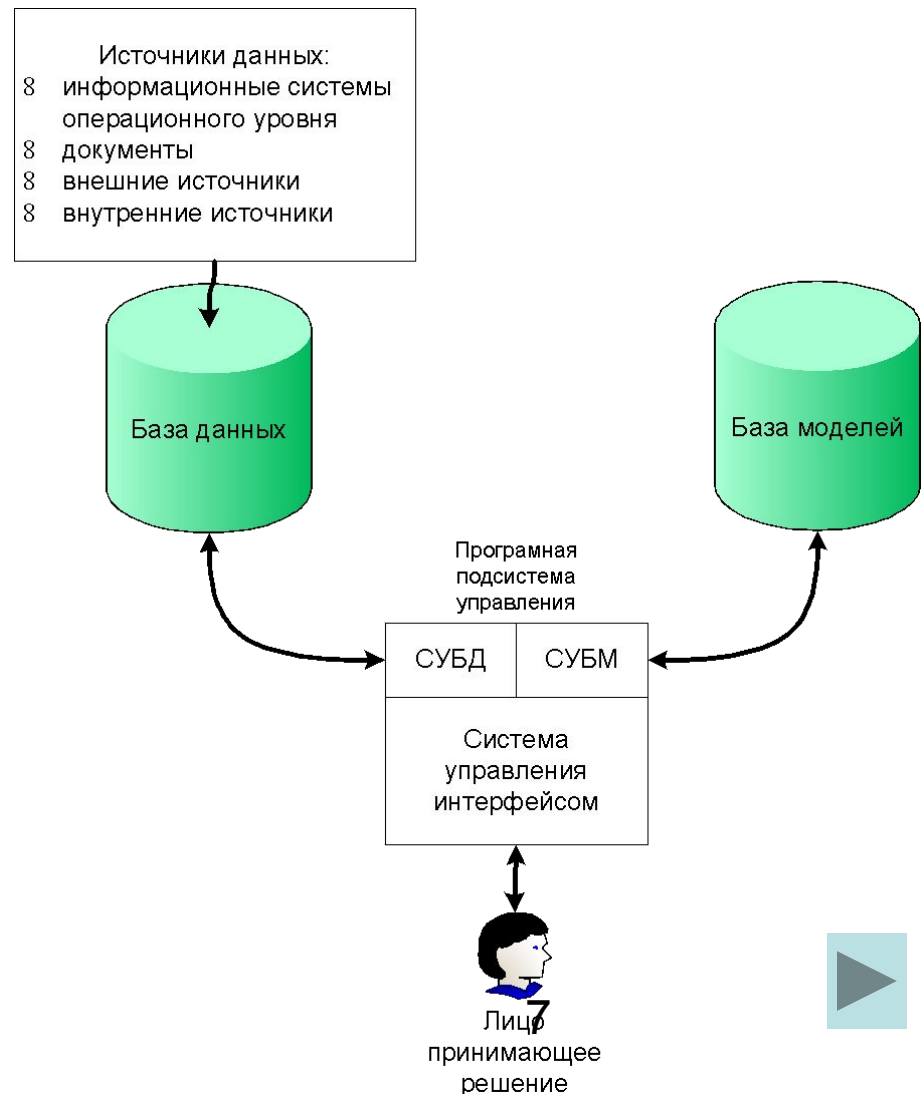 Источники данных:
8 информационные системы
операционного уровня
8 документы
8 внешние источники
8 внутренние источники
База данных
База моделей
Програмная
подсистема
управления
СУБД
СУБМ
Система
управления
интерфейсом
7
Лицо
принимающее
решение